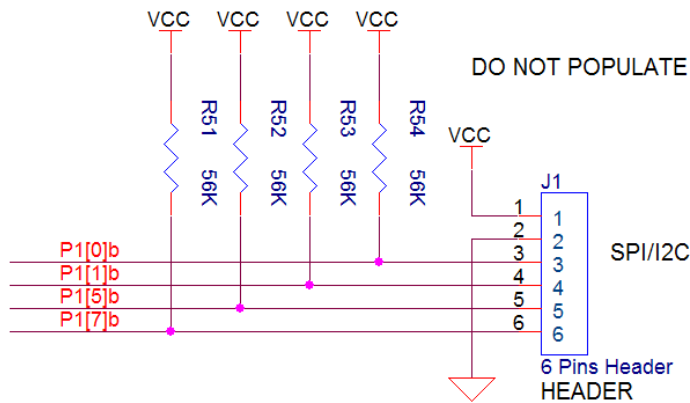 VCC VCC VCC VCC
DO NOT POPULATE
R51 R52 R53 R54
56K 56K 56K 56K
VCC
J1
1 1
2 2
P1[0]b 3 3
SPI/I2C
P1[1]b 4 4
P1[5]b 5 5
P1[7]b 6 6
6 Pins Header
HEADER